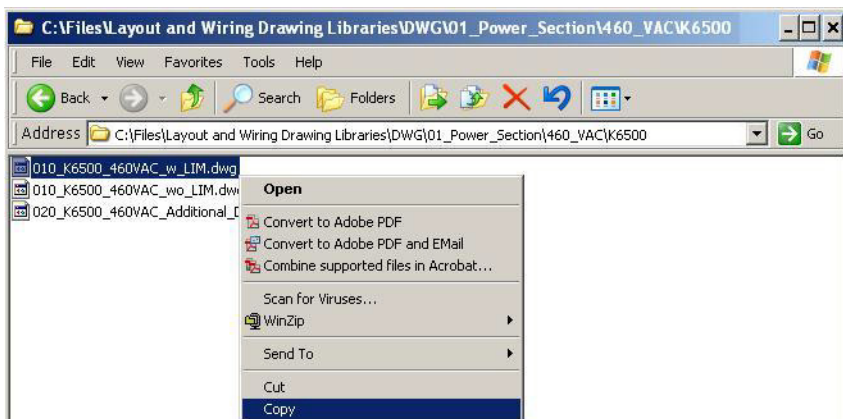 C:\Files\Layout and Wiring Drawing Libraries\DWG\01_Power_Section\460_VAC\K6500
File Edit View Favorites Tools Help
Back Search Folders
Address C:\Files\Layout and Wiring Drawing Libraries\DWG\01_Power_Section\460_VAC\K6500 Go
010_K6500_460VAC_w_LIM.dwg
010_K6500_460VAC_wo_LIM.dw
020_K6500_460VAC_Additional_
Open
Convert to Adobe PDF
Convert to Adobe PDF and EMail
Combine supported files in Acrobat...
Scan for Viruses...
WinZip
Send To
Cut
Copy